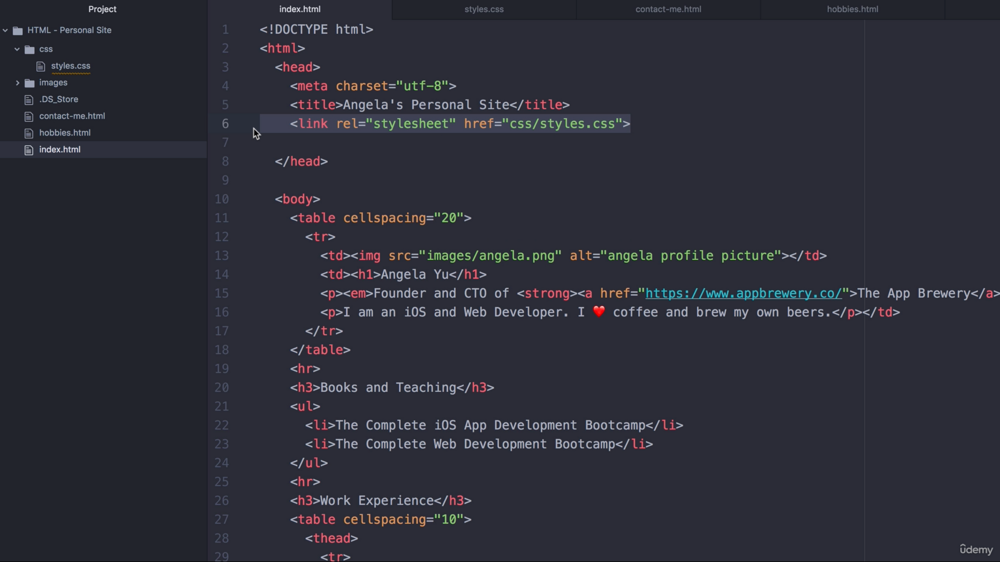 Project
HTML - Personal Site
css
styles.css
images
.DS_Store
contact-me.html
hobbies.html
index.html
index.html styles.css contact-me.html hobbies.html
1 <!DOCTYPE html>
2 <html>
3 <head>
4 <meta charset="utf-8">
5 <title>Angela's Personal Site</title>
6 <link rel="stylesheet" href="css/styles.css">
7
8 </head>
9
10 <body>
11 <table cellspacing="20">
12 <tr>
13 <td><img src="images/angela.png" alt="angela profile picture"></td>
14 <td><h1>Angela Yu</h1>
15 <p><em>Founder and CTO of <strong><a href="https://www.appbrewery.co/">The App Brewery</a>
16 <p>I am an iOS and Web Developer. I ❤️ coffee and brew my own beers.</p></td>
17 </tr>
18 </table>
19 <hr>
20 <h3>Books and Teaching</h3>
21 <ul>
22 <li>The Complete iOS App Development Bootcamp</li>
23 <li>The Complete Web Development Bootcamp</li>
24 </ul>
25 <hr>
26 <h3>Work Experience</h3>
27 <table cellspacing="10">
28 <thead>
29 <tr>
ûdemy